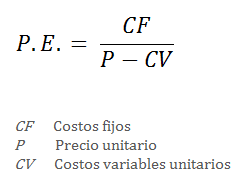 P.E. = CF / (P − CV)
CF Costos fijos
P Precio unitario
CV Costos variables unitarios